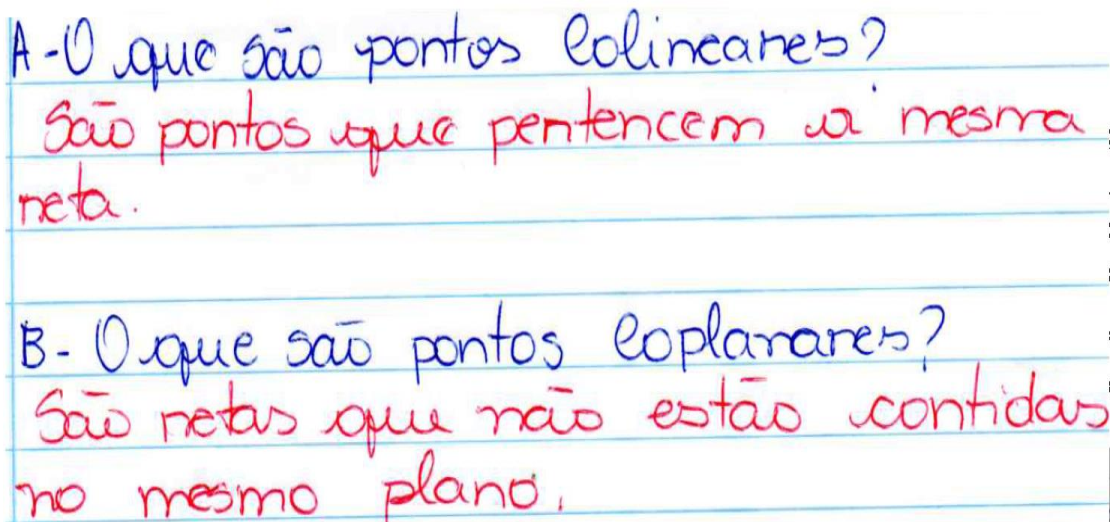 A - O que são pontos Colineares?
São pontos que pertencem a mesma
reta.
B - O que são pontos Coplanares?
São retas que não estão contidas
no mesmo plano.